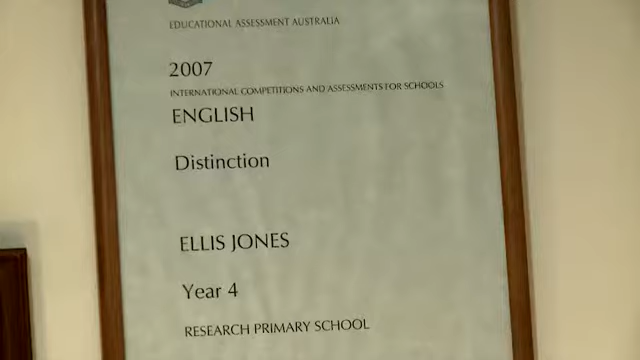 EDUCATIONAL ASSESSMENT AUSTRALIA
2007
INTERNATIONAL COMPETITIONS AND ASSESSMENTS FOR SCHOOLS
ENGLISH
Distinction
ELLIS JONES
Year 4
RESEARCH PRIMARY SCHOOL